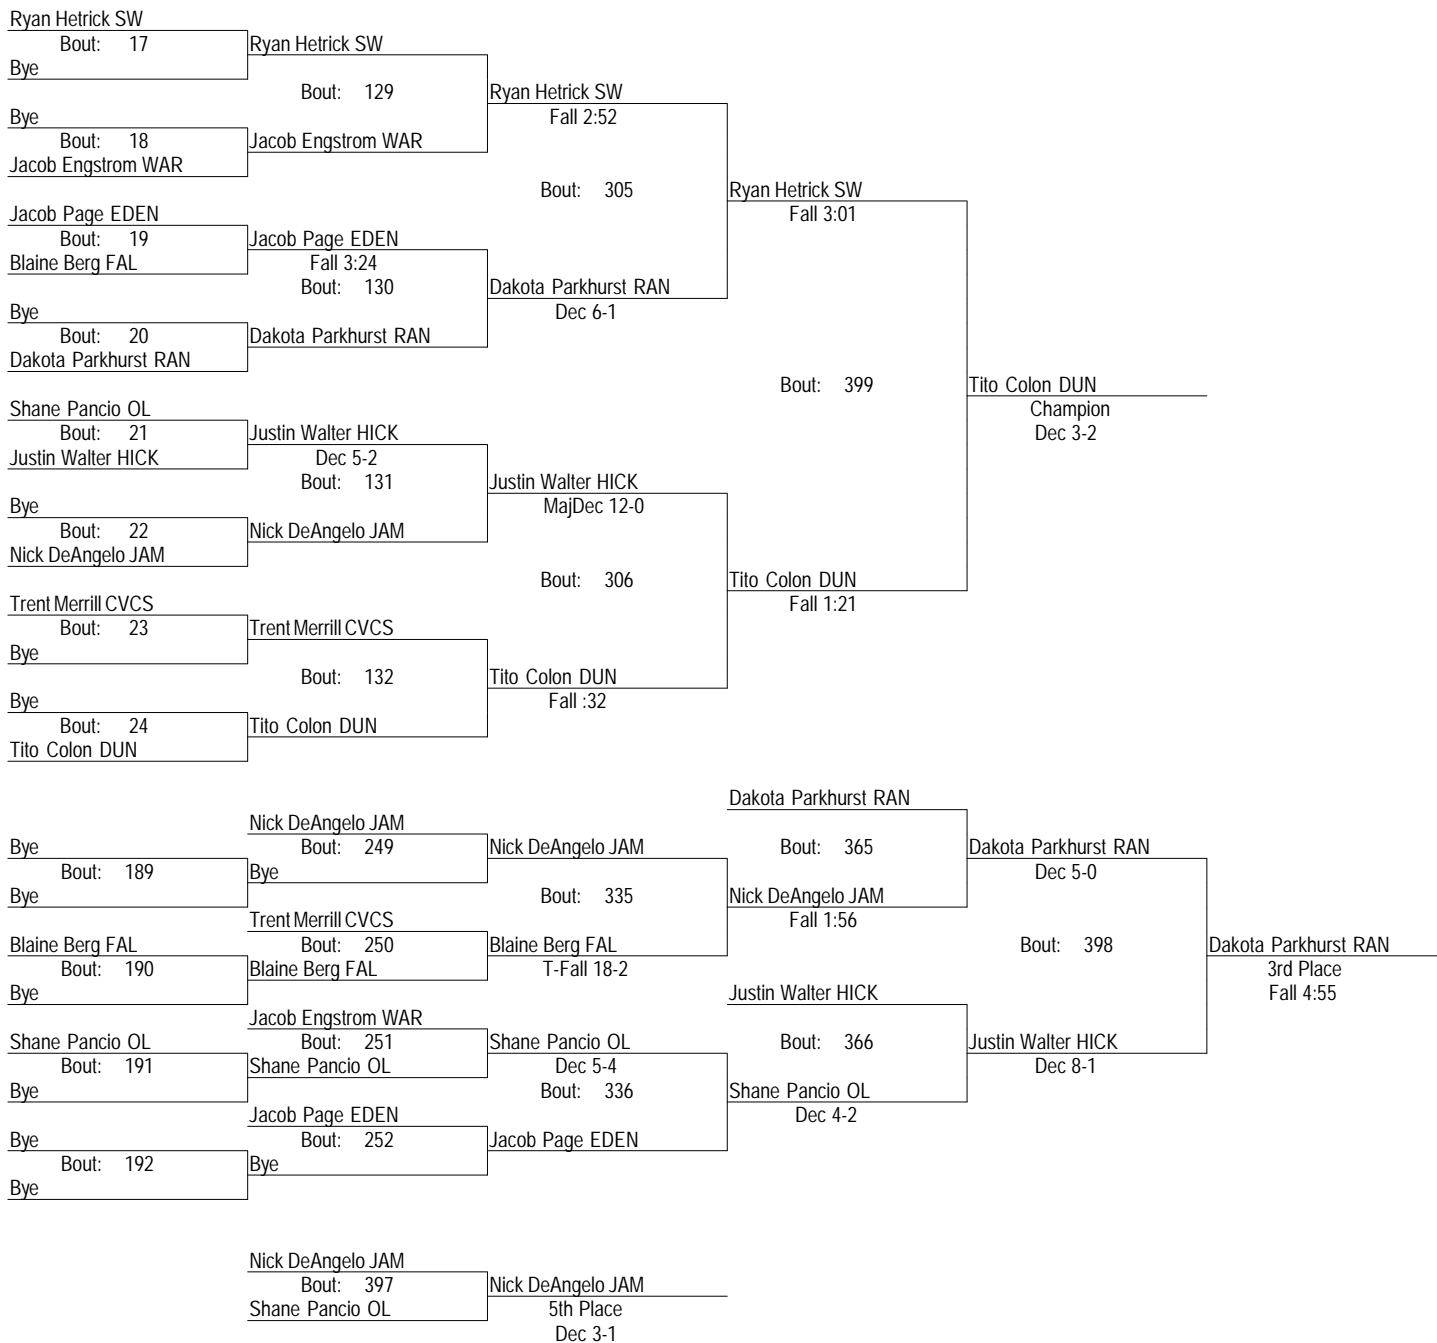 Ryan Hetrick SW
Bout: 17
Bye
Ryan Hetrick SW
Bout: 129
Bye
Bout: 18
Jacob Engstrom WAR
Jacob Engstrom WAR
Ryan Hetrick SW
Fall 2:52
Bout: 305
Jacob Page EDEN
Bout: 19
Blaine Berg FAL
Jacob Page EDEN
Fall 3:24
Bout: 130
Bye
Bout: 20
Dakota Parkhurst RAN
Dakota Parkhurst RAN
Dakota Parkhurst RAN
Dec 6-1
Ryan Hetrick SW
Fall 3:01
Bout: 399
Shane Pancio OL
Bout: 21
Justin Walter HICK
Justin Walter HICK
Dec 5-2
Bout: 131
Bye
Bout: 22
Nick DeAngelo JAM
Nick DeAngelo JAM
Justin Walter HICK
MajDec 12-0
Bout: 306
Trent Merrill CVCS
Bout: 23
Bye
Trent Merrill CVCS
Bout: 132
Bye
Bout: 24
Tito Colon DUN
Tito Colon DUN
Tito Colon DUN
Fall :32
Tito Colon DUN
Fall 1:21
Tito Colon DUN
Champion
Dec 3-2
Bye
Bout: 189
Bye
Nick DeAngelo JAM
Bout: 249
Bye
Nick DeAngelo JAM
Bout: 335
Blaine Berg FAL
Bout: 190
Bye
Trent Merrill CVCS
Bout: 250
Blaine Berg FAL
Blaine Berg FAL
T-Fall 18-2
Dakota Parkhurst RAN
Bout: 365
Nick DeAngelo JAM
Fall 1:56
Dakota Parkhurst RAN
Dec 5-0
Bout: 398
Shane Pancio OL
Bout: 191
Bye
Jacob Engstrom WAR
Bout: 251
Shane Pancio OL
Shane Pancio OL
Dec 5-4
Bout: 336
Bye
Bout: 192
Bye
Jacob Page EDEN
Bout: 252
Bye
Jacob Page EDEN
Justin Walter HICK
Bout: 366
Shane Pancio OL
Dec 4-2
Justin Walter HICK
Dec 8-1
Dakota Parkhurst RAN
3rd Place
Fall 4:55
Nick DeAngelo JAM
Bout: 397
Shane Pancio OL
Nick DeAngelo JAM
5th Place
Dec 3-1